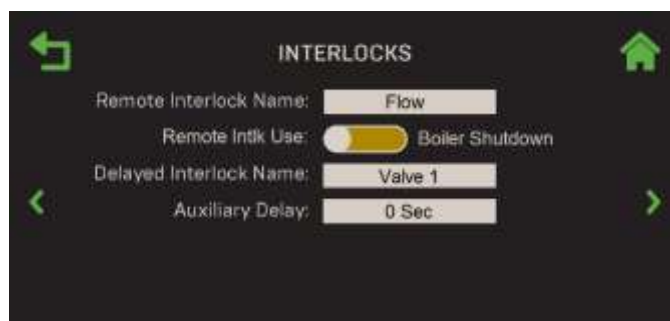 INTERLOCKS
Remote Interlock Name: Flow
Remote Intlk Use: Boiler Shutdown
Delayed Interlock Name: Valve 1
Auxiliary Delay: 0 Sec